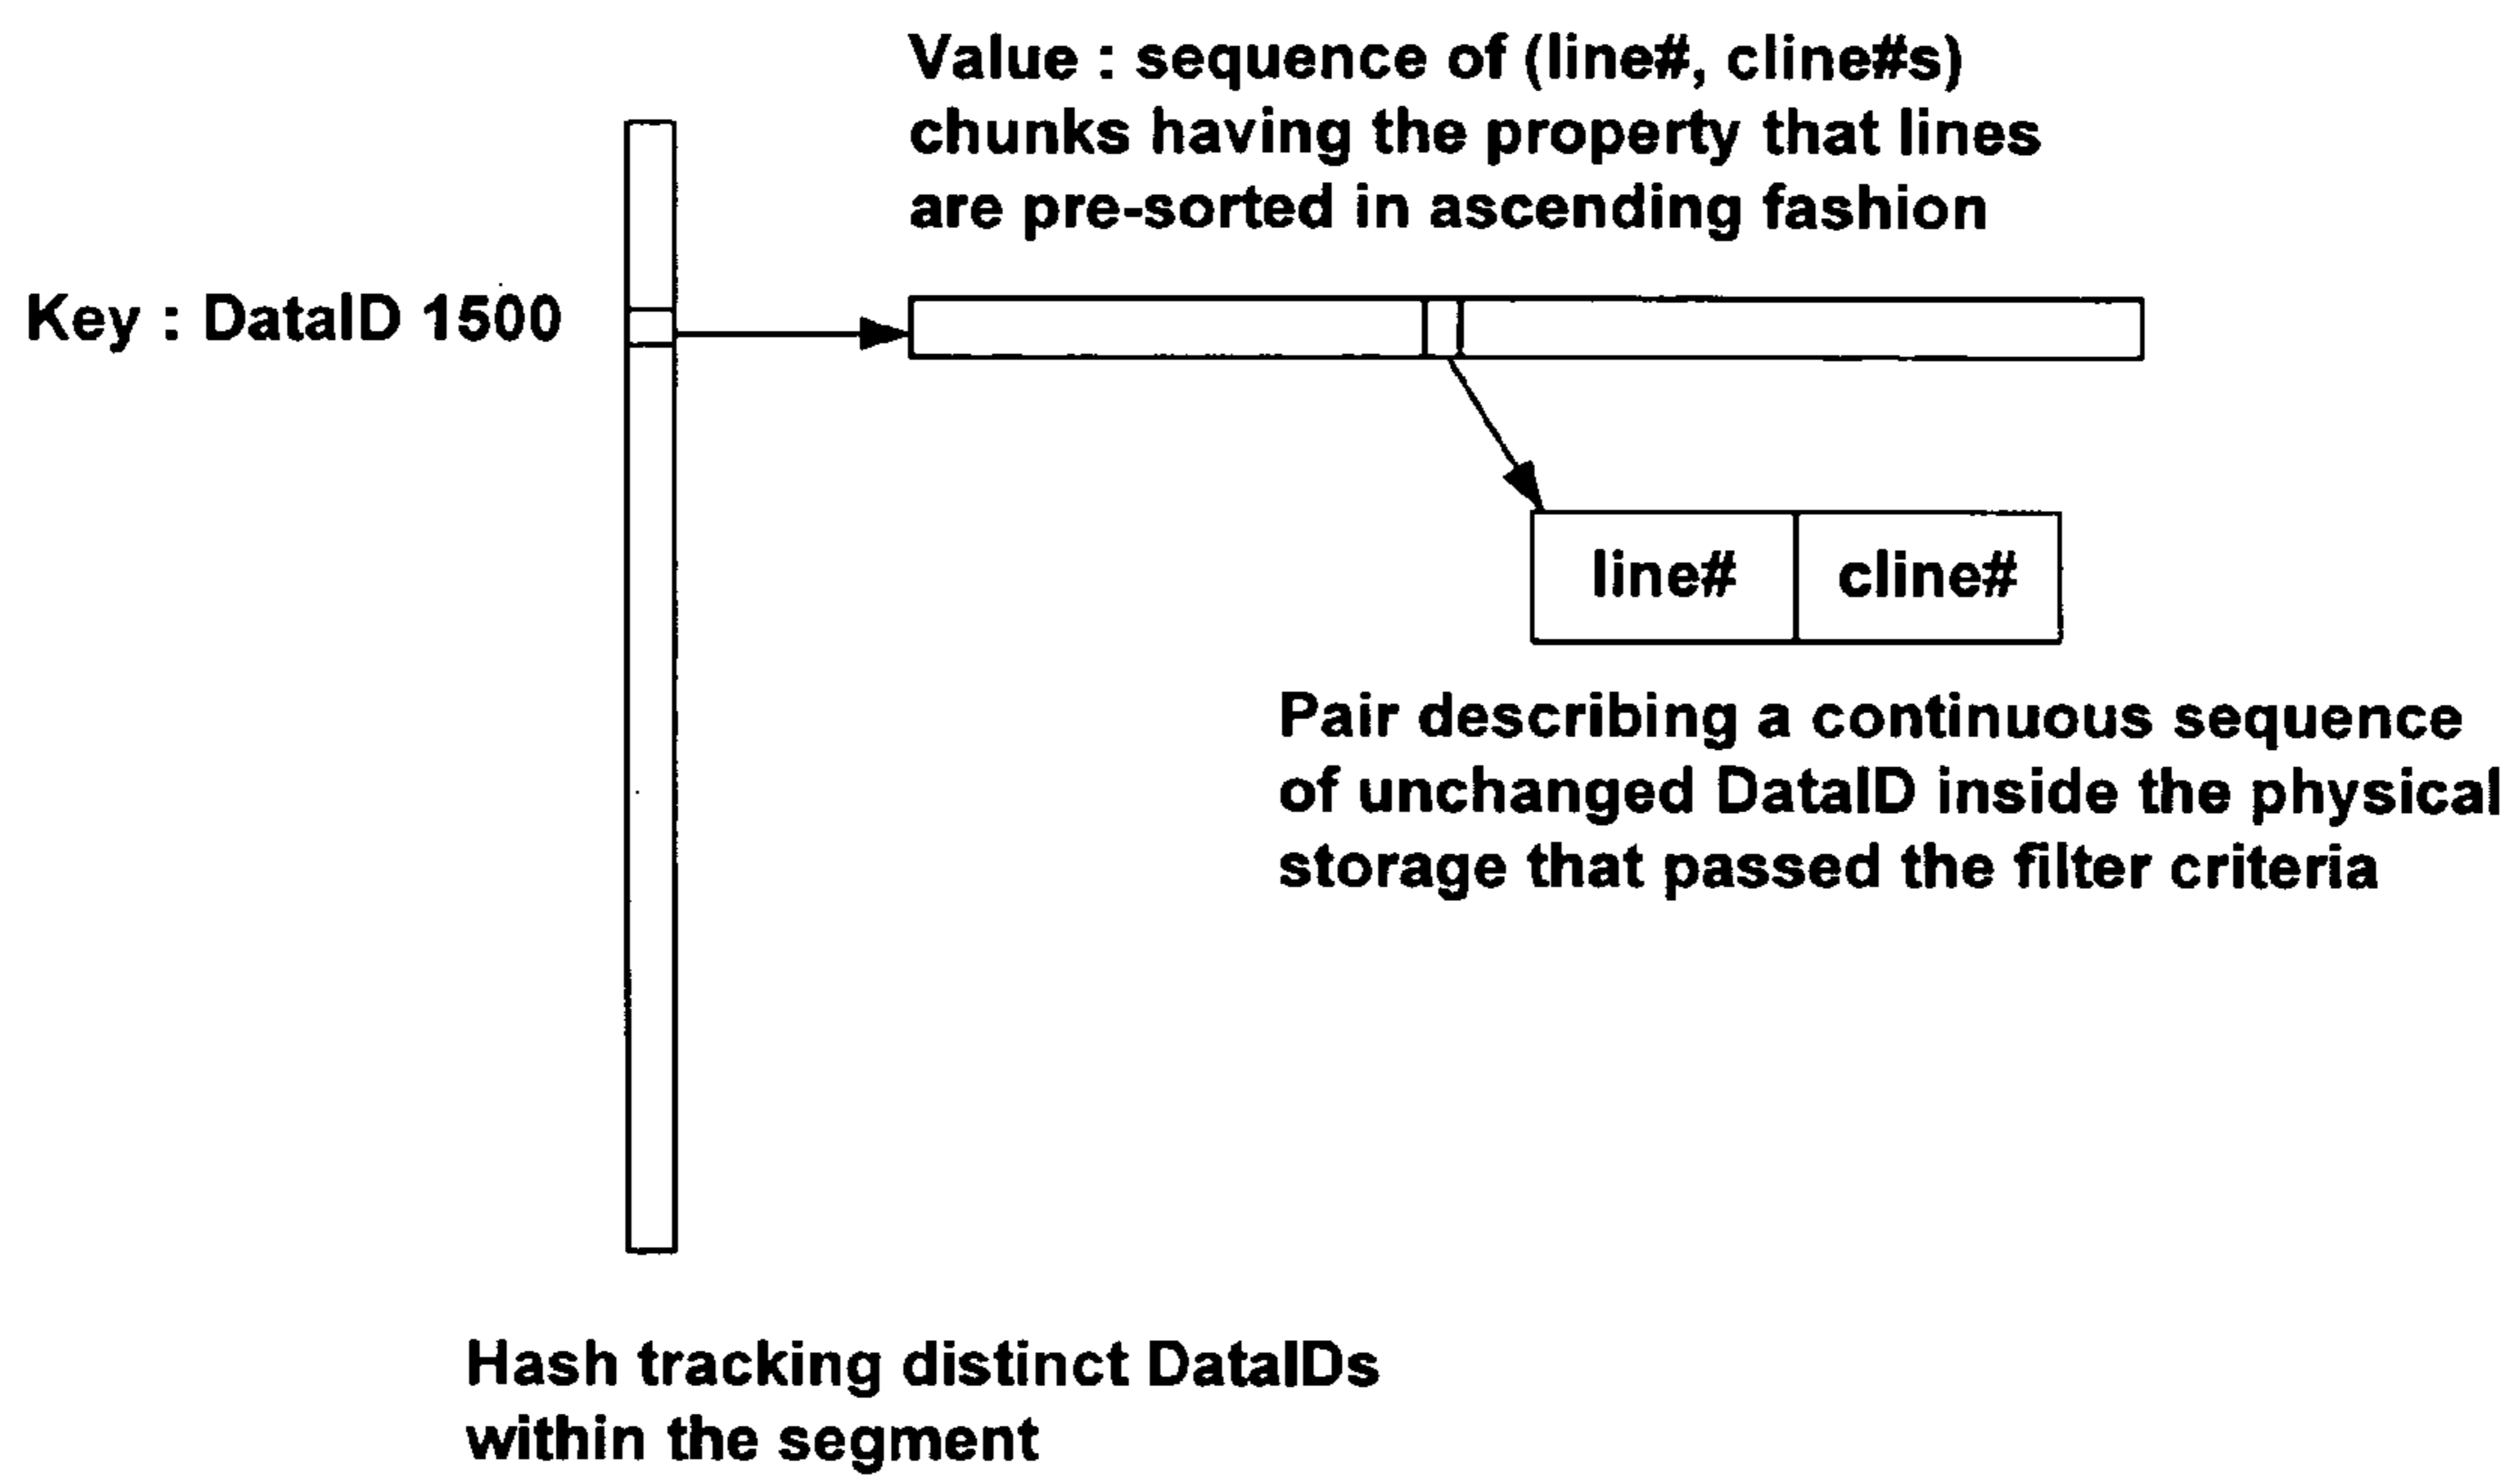 Value : sequence of (line#, cline#s)
chunks having the property that lines
are pre-sorted in ascending fashion
Key : DataID 1500
line#
cline#
Pair describing a continuous sequence
of unchanged DataID inside the physical
storage that passed the filter criteria
Hash tracking distinct DataIDs
within the segment